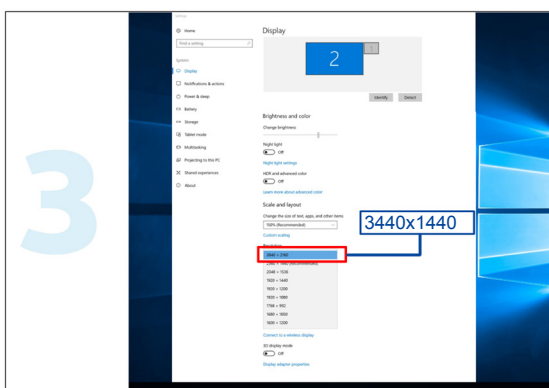 Settings
Home
Display
Find a setting
2
1
System
Display
Notifications & actions
Power & sleep
Identify
Detect
Battery
Brightness and color
Storage
Change brightness
Tablet mode
Night light
Multitasking
Off
Projecting to this PC
Night light settings
Shared experiences
HDR and advanced color
About
Off
3
Learn more about advanced color
Scale and layout
Change the size of text, apps, and other items
100% (Recommended)
3440x1440
Custom scaling
Resolution
2048 × 1536
1920 × 1440
1920 × 1200
1920 × 1080
1768 × 992
1680 × 1050
1600 × 1200
Connect to a wireless display
3D display mode
Off
Display adapter properties